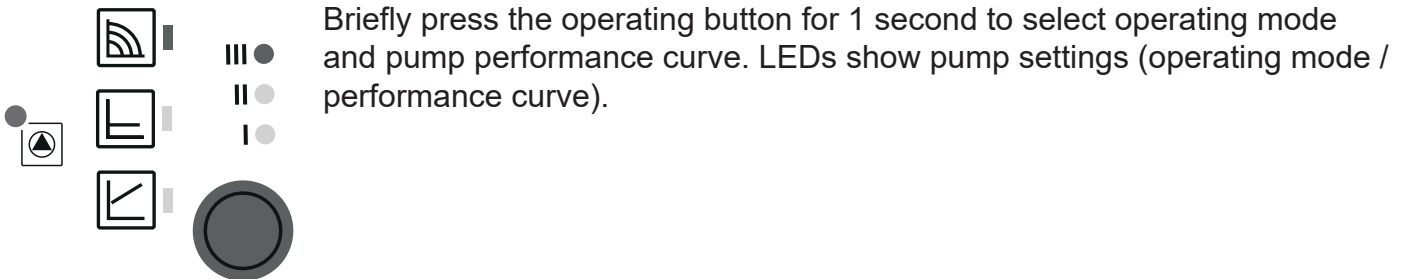 Briefly press the operating button for 1 second to select operating mode
and pump performance curve. LEDs show pump settings (operating mode /
performance curve).
III
II
I